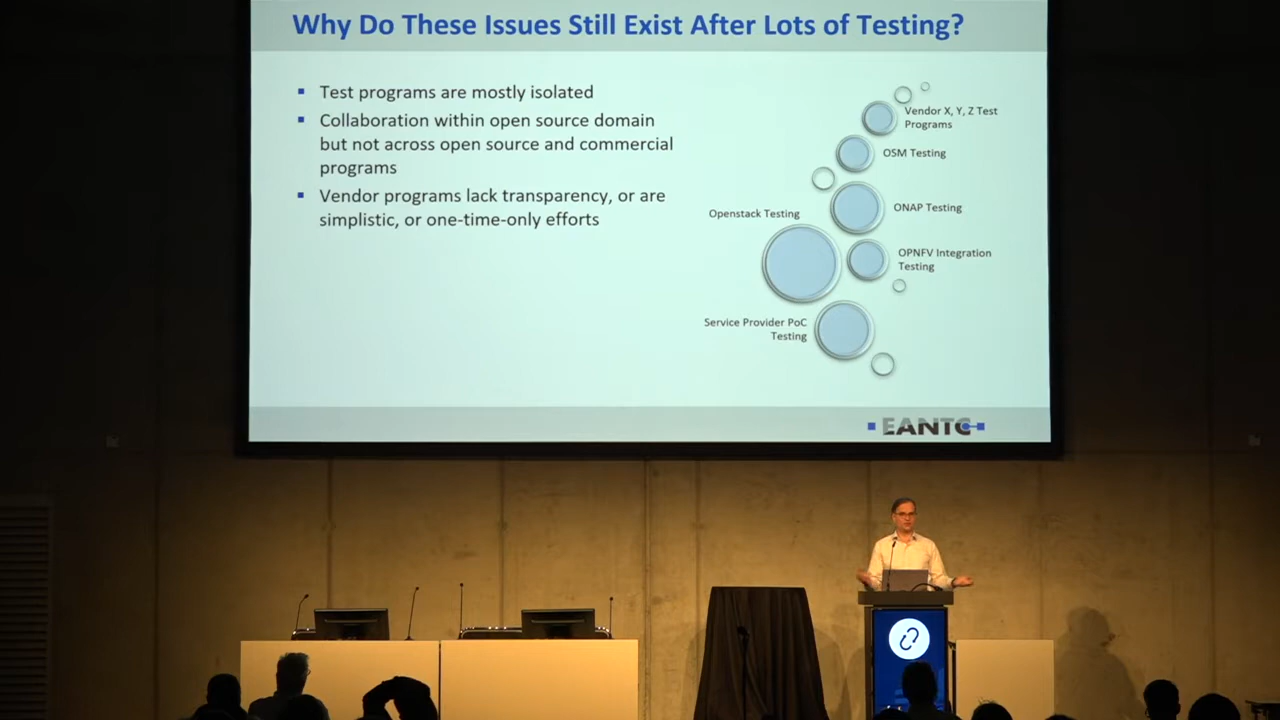 Why Do These Issues Still Exist After Lots of Testing?
▪ Test programs are mostly isolated
▪ Collaboration within open source domain
but not across open source and commercial
programs
▪ Vendor programs lack transparency, or are
simplistic, or one-time-only efforts
Vendor X, Y, Z Test
Programs
OSM Testing
ONAP Testing
Openstack Testing
OPNFV Integration
Testing
Service Provider PoC
Testing
EANTC